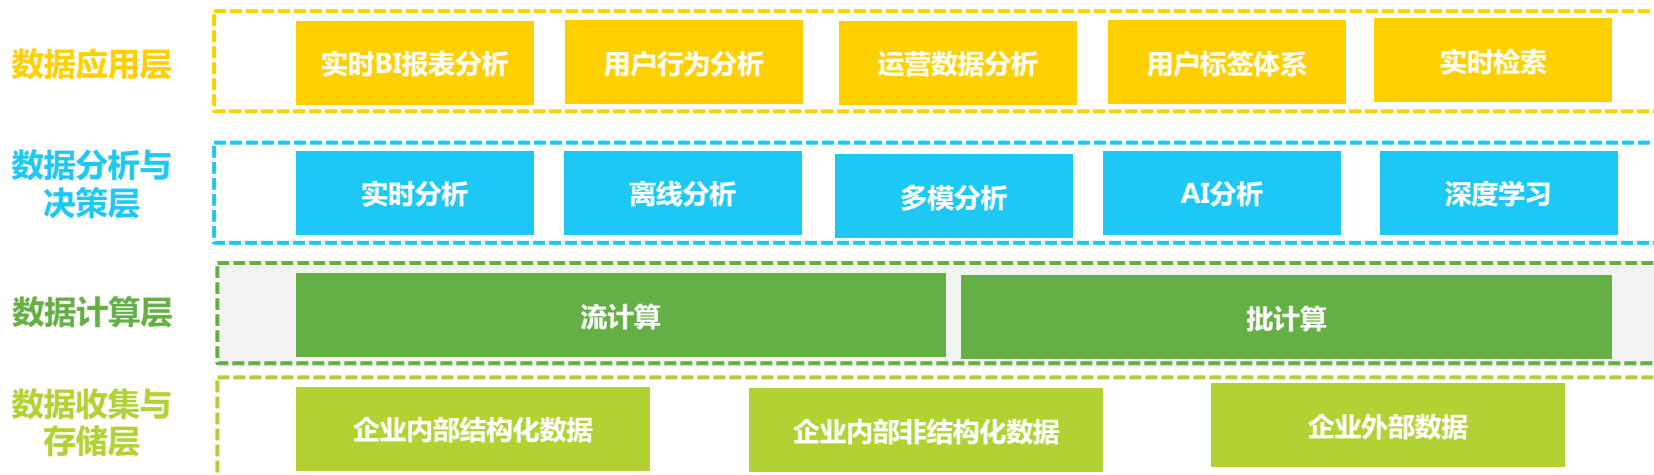 数据应用层
实时BI报表分析
用户行为分析
运营数据分析
用户标签体系
实时检索
数据分析与
决策层
实时分析
离线分析
多模分析
AI分析
深度学习
数据计算层
流计算
批计算
数据收集与
存储层
企业内部结构化数据
企业内部非结构化数据
企业外部数据